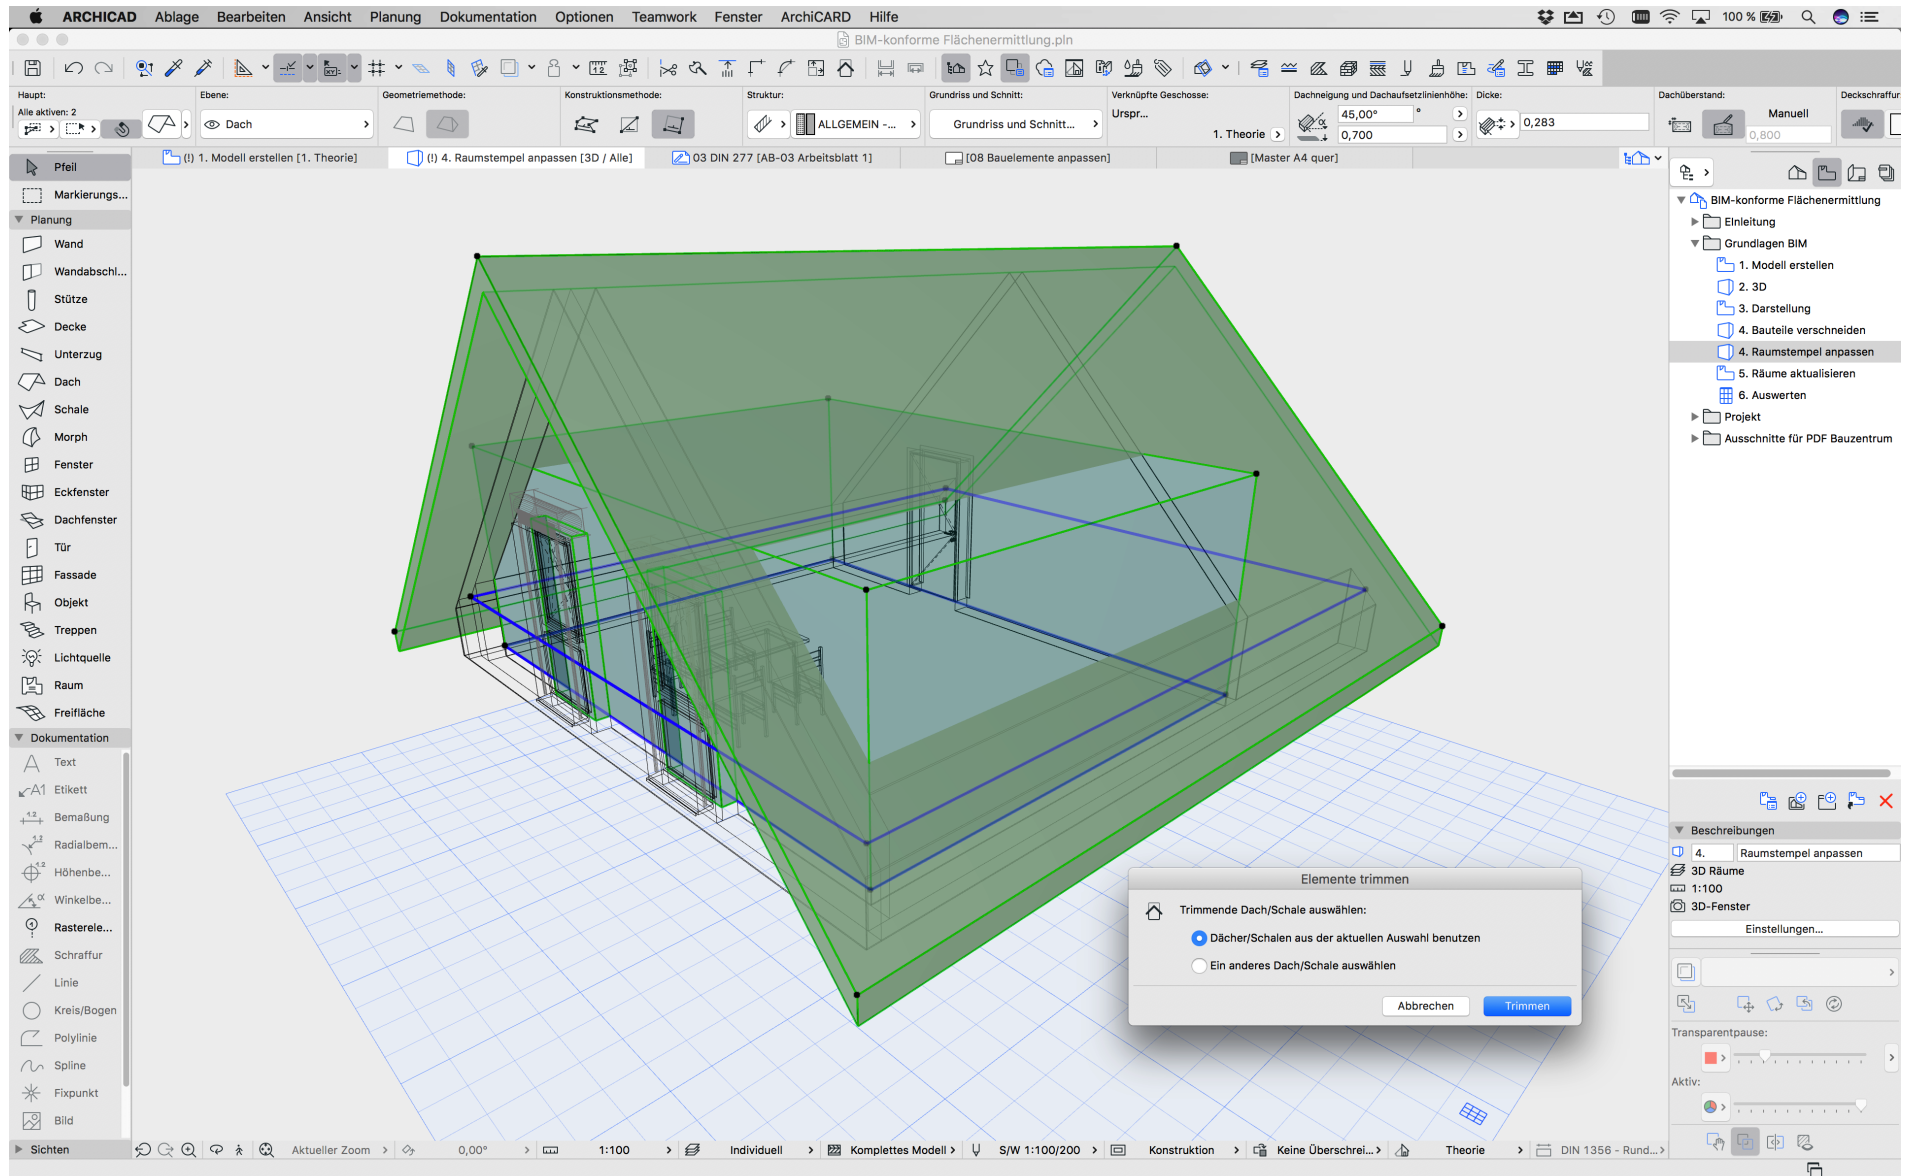 ARCHICAD Ablage Bearbeiten Ansicht Planung Dokumentation Optionen Teamwork Fenster ArchiCARD Hilfe 100 %
BIM-konforme Flächenermittlung.pln
Haupt: Ebene: Geometriemethode: Konstruktionsmethode: Struktur: Grundriss und Schnitt: Verknüpfte Geschosse: Dachneigung und Dachaufsetzlinienhöhe: Dicke: Dachüberstand: Deckschraffur
Alle aktiven: 2
Dach
ALLGEMEIN -...
Grundriss und Schnitt...
Urspr...
1. Theorie
45,00° °
0,700
0,283
Manuell
0,800
(!) 1. Modell erstellen [1. Theorie]
(!) 4. Raumstempel anpassen [3D / Alle]
03 DIN 277 [AB-03 Arbeitsblatt 1]
[08 Bauelemente anpassen]
[Master A4 quer]
Pfeil
Markierungs...
Planung
Wand
Wandabschl...
Stütze
Decke
Unterzug
Dach
Schale
Morph
Fenster
Eckfenster
Dachfenster
Tür
Fassade
Objekt
Treppen
Lichtquelle
Raum
Freifläche
Dokumentation
Text
Etikett
Bemaßung
Radialbem...
Höhenbe...
Winkelbe...
Rasterele...
Schraffur
Linie
Kreis/Bogen
Polylinie
Spline
Fixpunkt
Bild
Sichten
BIM-konforme Flächenermittlung
EInleitung
Grundlagen BIM
1. Modell erstellen
2. 3D
3. Darstellung
4. Bauteile verschneiden
4. Raumstempel anpassen
5. Räume aktualisieren
6. Auswerten
Projekt
Ausschnitte für PDF Bauzentrum
Beschreibungen
4. Raumstempel anpassen
3D Räume
1:100
3D-Fenster
Einstellungen...
Transparentpause:
Aktiv:
Elemente trimmen
Trimmende Dach/Schale auswählen:
Dächer/Schalen aus der aktuellen Auswahl benutzen
Ein anderes Dach/Schale auswählen
Abbrechen Trimmen
Aktueller Zoom 0,00° 1:100 Individuell Komplettes Modell S/W 1:100/200 Konstruktion Keine Überschrei... Theorie DIN 1356 - Rund...